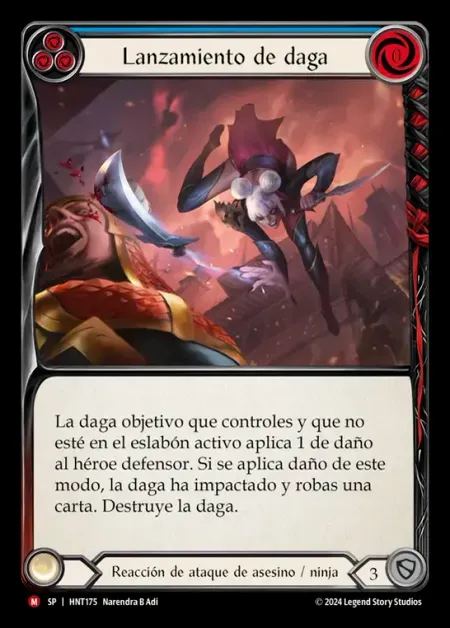 Lanzamiento de daga
0
La daga objetivo que controles y que no
esté en el eslabón activo aplica 1 de daño
al héroe defensor. Si se aplica daño de este
modo, la daga ha impactado y robas una
carta. Destruye la daga.
Reacción de ataque de asesino / ninja
3
M SP | HNT175 Narendra B Adi
© 2024 Legend Story Studios